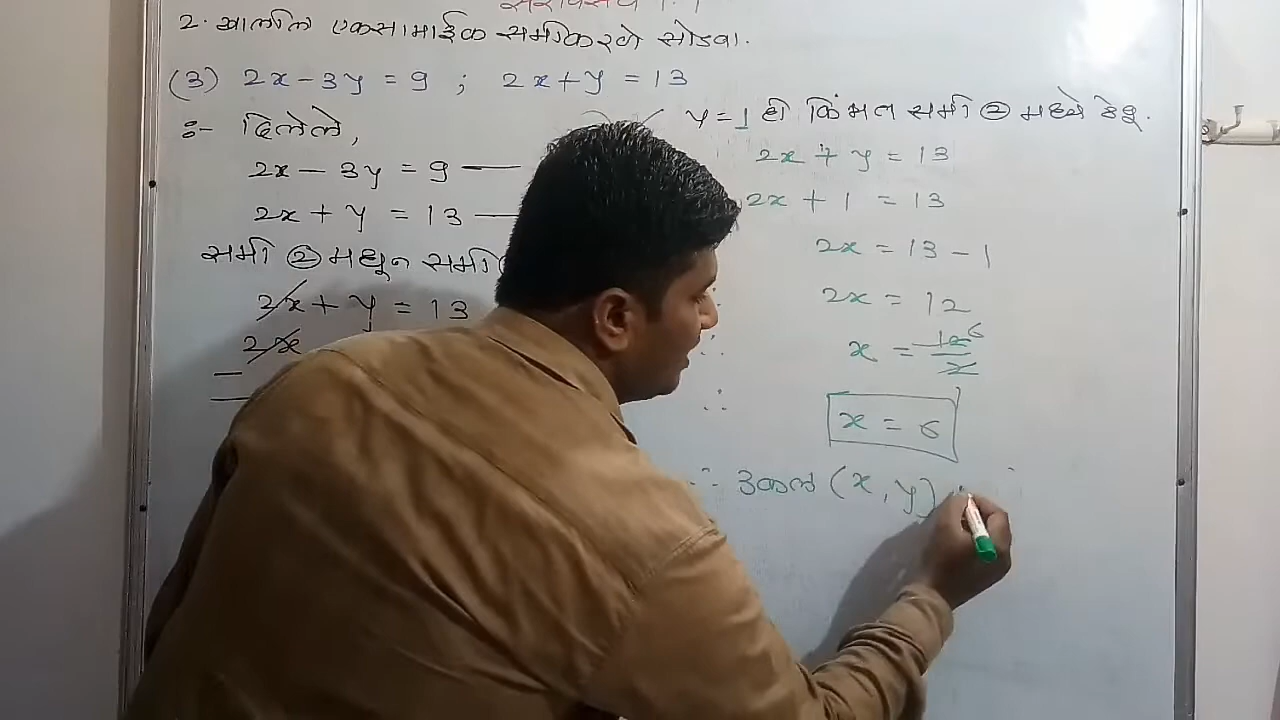 2. खालील एकसामाईक समीकरणे सोडवा.
(3) 2x - 3y = 9 ; 2x + y = 13
:- दिलेले,
2x - 3y = 9 —
2x + y = 13 —
समी ② मधून समी
2x + y = 13
2x
—
y = 1 ही किंमत समी ② मध्ये ठेवू.
2x + y = 13
2x + 1 = 13
2x = 13 - 1
∴ 2x = 12
∴ x = 12/2 6
∴ x = 6
∴ उकल (x, y)